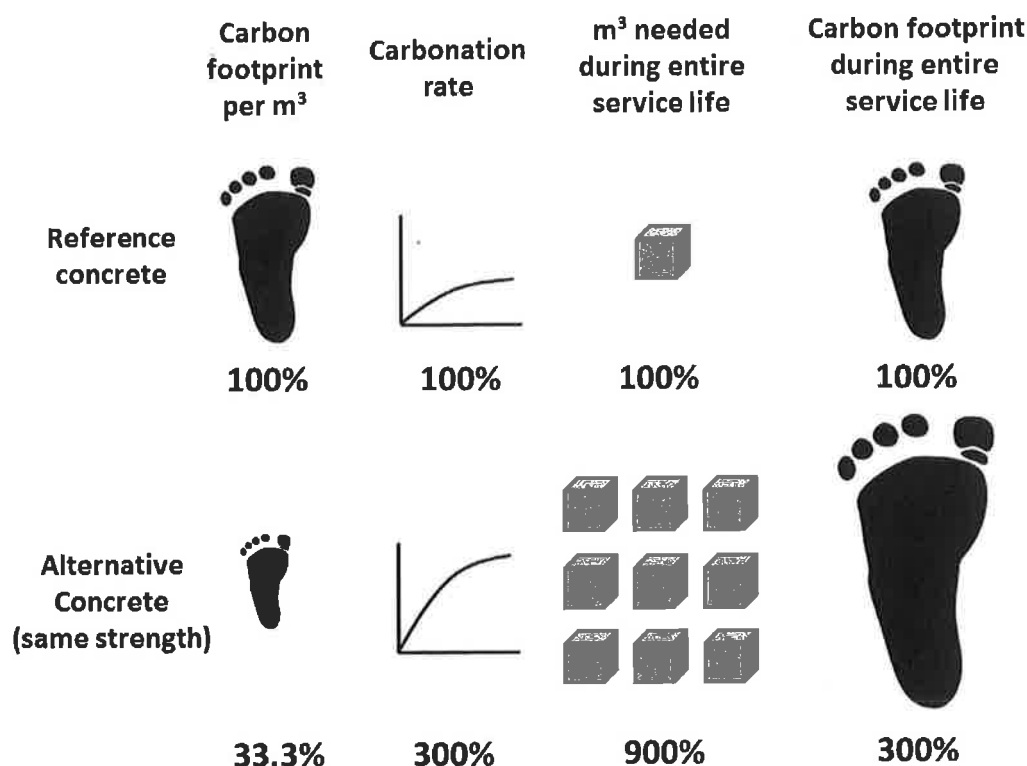 Carbon
footprint
per m³
Carbonation
rate
m³ needed
during entire
service life
Carbon footprint
during entire
service life
Reference
concrete
100%
100%
100%
100%
Alternative
Concrete
(same strength)
33.3%
300%
900%
300%